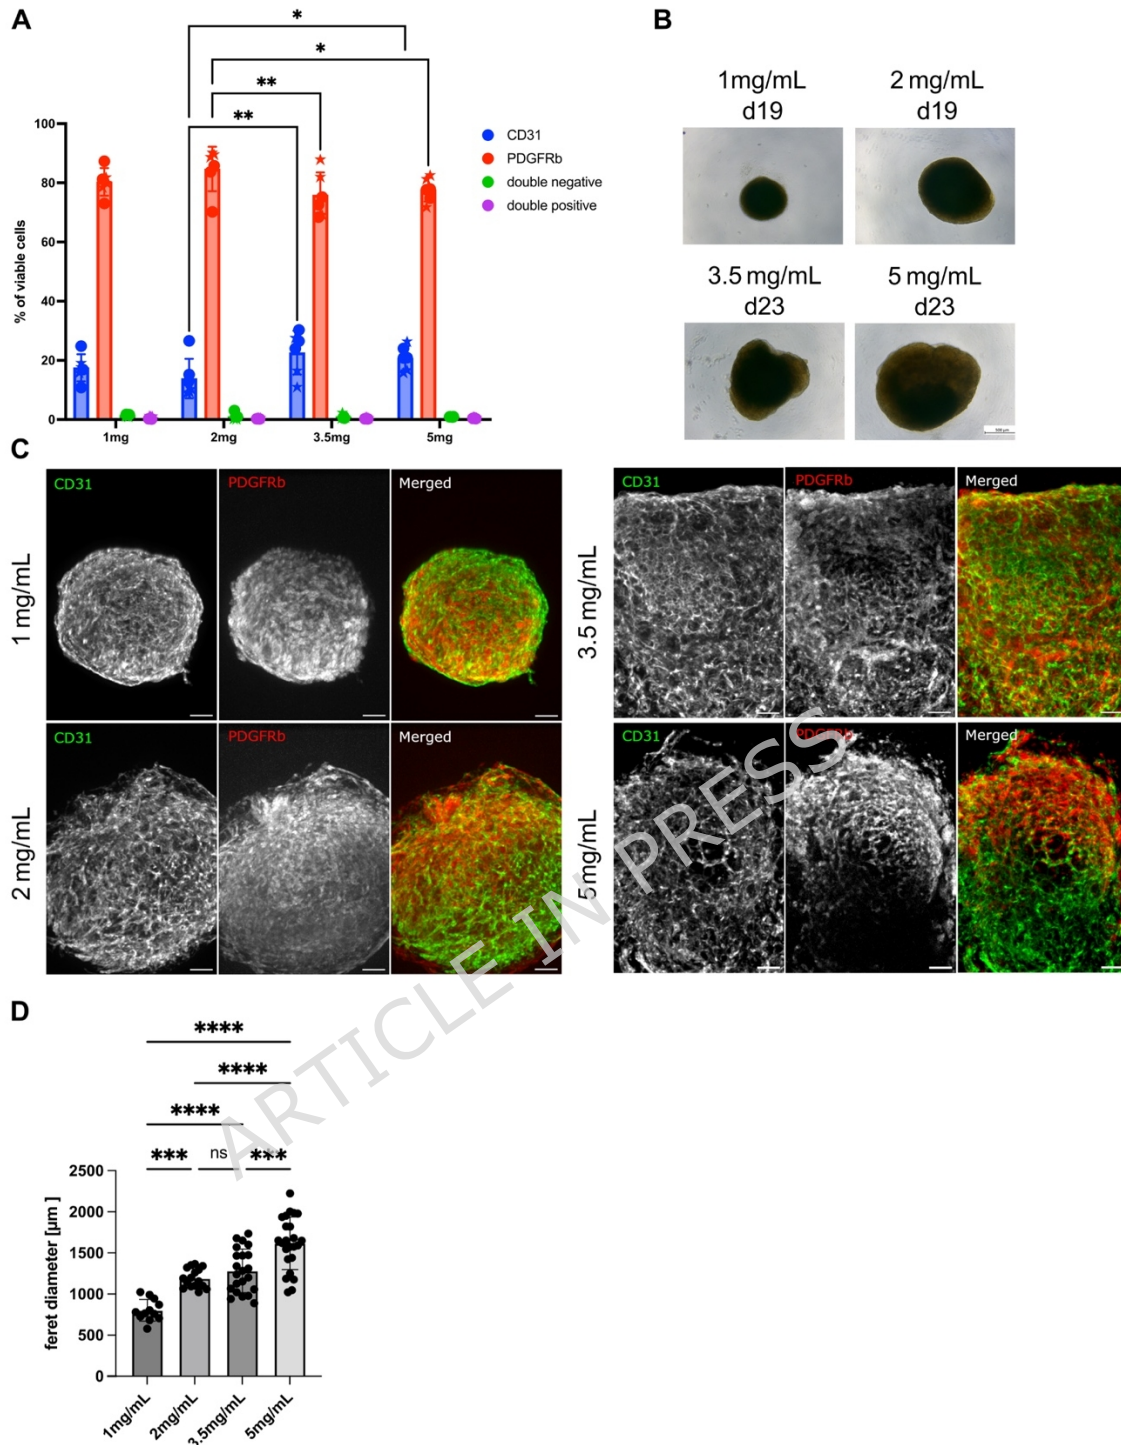 A
*
*
**
**
100
80
60
40
20
0
% of viable cells
1mg
2mg
3.5mg
5mg
CD31
PDGFRb
double negative
double positive
B
1mg/mL
d19
2 mg/mL
d19
3.5 mg/mL
d23
5 mg/mL
d23
500 µm
C
1 mg/mL
CD31
PDGFRb
Merged
2 mg/mL
CD31
PDGFRb
Merged
3.5 mg/mL
CD31
PDGFRb
Merged
5 mg/mL
CD31
PDGFRb
Merged
ARTICLE IN PRESS
D
****
****
****
***
ns
***
2500
2000
1500
1000
500
0
feret diameter [µm ]
1mg/mL
2mg/mL
3.5mg/mL
5mg/mL